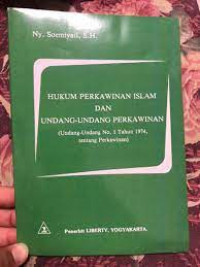 Ny. Soemiyati, S.H.
HUKUM PERKAWINAN ISLAM
DAN
UNDANG-UNDANG PERKAWINAN
(Undang-Undang No. 1 Tahun 1974,
tentang Perkawinan)
Penerbit LIBERTY, YOGYAKARTA.